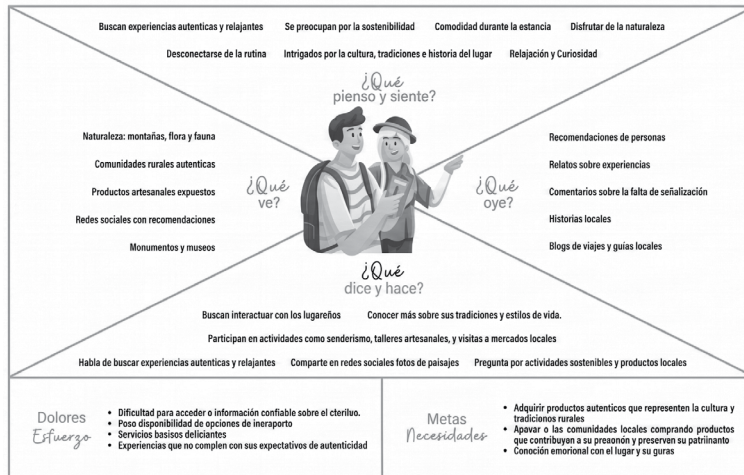 Buscan experiencias autenticas y relajantes Se preocupan por la sostenibilidad Comodidad durante la estancia Disfrutar de la naturaleza
Desconectarse de la rutina Intrigados por la cultura, tradiciones e historia del lugar Relajación y Curiosidad
¿Qué
pienso y siente?
Naturaleza: montañas, flora y fauna
Comunidades rurales autenticas
Productos artesanales expuestos
Redes sociales con recomendaciones
Monumentos y museos
¿Qué
ve?
¿Qué
oye?
Recomendaciones de personas
Relatos sobre experiencias
Comentarios sobre la falta de señalización
Historias locales
Blogs de viajes y guías locales
¿Qué
dice y hace?
Buscan interactuar con los lugareños Conocer más sobre sus tradiciones y estilos de vida.
Participan en actividades como senderismo, talleres artesanales, y visitas a mercados locales
Habla de buscar experiencias autenticas y relajantes Comparte en redes sociales fotos de paisajes Pregunta por actividades sostenibles y productos locales
Dolores
Esfuerzo
• Dificultad para acceder o información confiable sobre el cteriluo.
• Poso disponibilidad de opciones de ineraporto
• Servicios basisos deliciantes
• Experiencias que no complen con sus expectativas de autenticidad
Metas
Necesidades
• Adquirir productos autenticos que representen la cultura y
tradicionos rurales
• Apavar o las comunidades locales comprando productos
que contribuyen a su preaonón y preserven su patriinanto
• Conoción emorional con el lugar y su guras